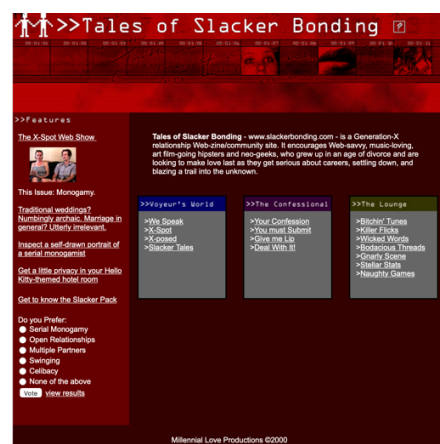 >>Tales of Slacker Bonding
>>Features
The X-Spot Web Show
This Issue: Monogamy.
Traditional weddings?
Numbingly archaic. Marriage in
general? Utterly irrelevant.
Inspect a self-drawn portrait of
a serial monogamist
Get a little privacy in your Hello
Kitty-themed hotel room
Get to know the Slacker Pack
Do you Prefer:
Serial Monogamy
Open Relationships
Multiple Partners
Swinging
Celibacy
None of the above
Vote view results
Tales of Slacker Bonding - www.slackerbonding.com - is a Generation-X
relationship Web-zine/community site. It encourages Web-savvy, music-loving,
art film-going hipsters and neo-geeks, who grew up in an age of divorce and are
looking to make love last as they get serious about careers, settling down, and
blazing a trail into the unknown.
>>Voyeur's World
>We Speak
>X-Spot
>X-posed
>Slacker Tales
>>The Confessional
>Your Confession
>You must Submit
>Give me Lip
>Deal With It!
>>The Lounge
>Bitchin' Tunes
>Killer Flicks
>Wicked Words
>Bodacious Threads
>Gnarly Scene
>Stellar Stats
>Naughty Games
Millennial Love Productions ©2000